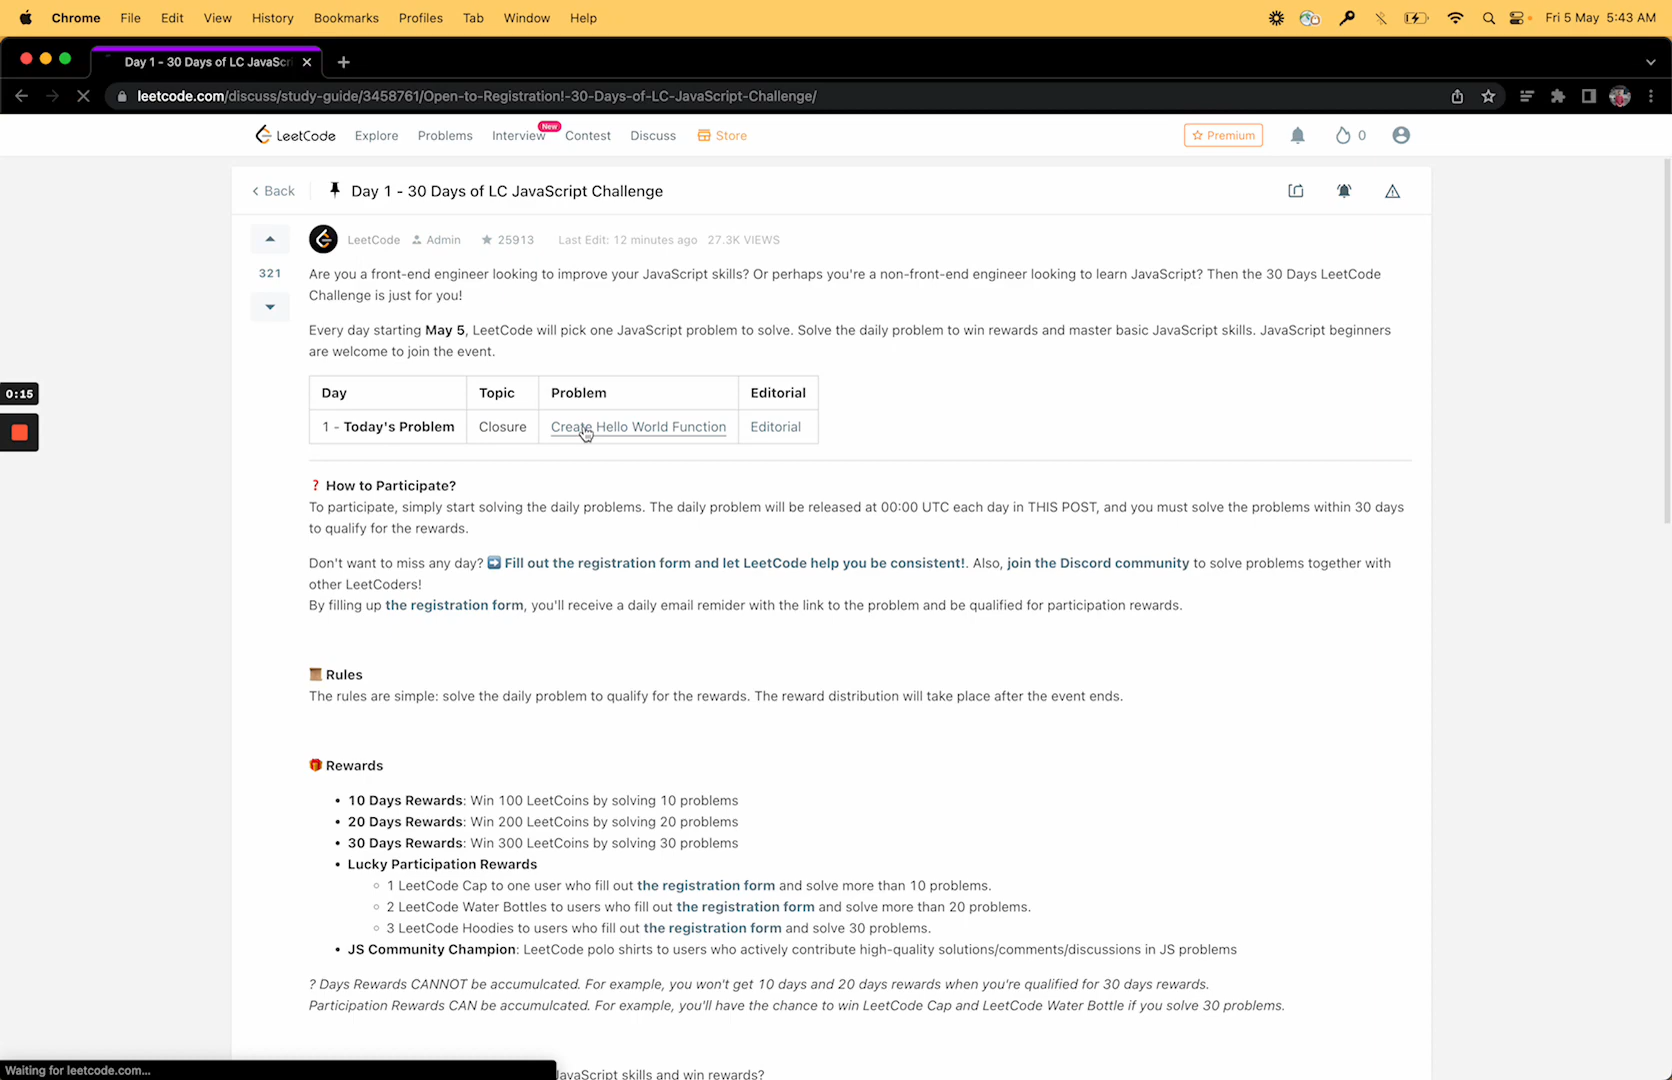 Chrome File Edit View History Bookmarks Profiles Tab Window Help Fri 5 May 5:43 AM
Day 1 - 30 Days of LC JavaScri
leetcode.com/discuss/study-guide/3458761/Open-to-Registration!-30-Days-of-LC-JavaScript-Challenge/
LeetCode Explore Problems Interview New Contest Discuss Store Premium 0
Back Day 1 - 30 Days of LC JavaScript Challenge
LeetCode Admin 25913 Last Edit: 12 minutes ago 27.3K VIEWS
321
Are you a front-end engineer looking to improve your JavaScript skills? Or perhaps you're a non-front-end engineer looking to learn JavaScript? Then the 30 Days LeetCode
Challenge is just for you!
Every day starting May 5, LeetCode will pick one JavaScript problem to solve. Solve the daily problem to win rewards and master basic JavaScript skills. JavaScript beginners
are welcome to join the event.
0:15
Day Topic Problem Editorial
1 - Today's Problem Closure Create Hello World Function Editorial
❓ How to Participate?
To participate, simply start solving the daily problems. The daily problem will be released at 00:00 UTC each day in THIS POST, and you must solve the problems within 30 days
to qualify for the rewards.
Don't want to miss any day? ➡️ Fill out the registration form and let LeetCode help you be consistent!. Also, join the Discord community to solve problems together with
other LeetCoders!
By filling up the registration form, you'll receive a daily email remider with the link to the problem and be qualified for participation rewards.
📜 Rules
The rules are simple: solve the daily problem to qualify for the rewards. The reward distribution will take place after the event ends.
🎁 Rewards
• 10 Days Rewards: Win 100 LeetCoins by solving 10 problems
• 20 Days Rewards: Win 200 LeetCoins by solving 20 problems
• 30 Days Rewards: Win 300 LeetCoins by solving 30 problems
• Lucky Participation Rewards
◦ 1 LeetCode Cap to one user who fill out the registration form and solve more than 10 problems.
◦ 2 LeetCode Water Bottles to users who fill out the registration form and solve more than 20 problems.
◦ 3 LeetCode Hoodies to users who fill out the registration form and solve 30 problems.
• JS Community Champion: LeetCode polo shirts to users who actively contribute high-quality solutions/comments/discussions in JS problems
? Days Rewards CANNOT be accumulcated. For example, you won't get 10 days and 20 days rewards when you're qualified for 30 days rewards.
Participation Rewards CAN be accumulcated. For example, you'll have the chance to win LeetCode Cap and LeetCode Water Bottle if you solve 30 problems.
Waiting for leetcode.com...
JavaScript skills and win rewards?